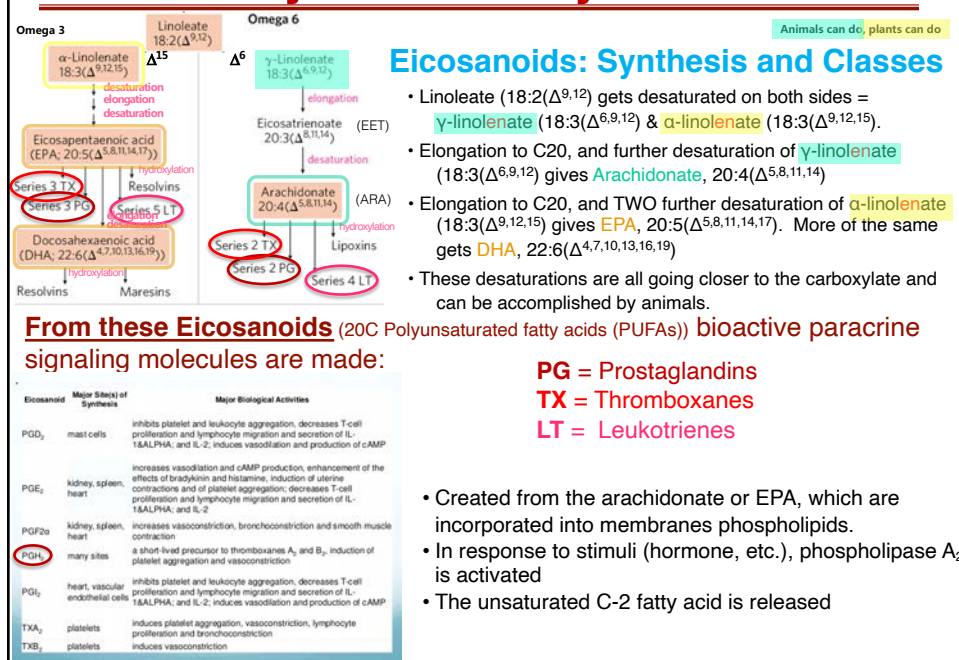 Omega 3
Linoleate
18:2(Δ9,12)
Omega 6
Animals can do, plants can do
α-Linolenate
18:3(Δ9,12,15)
Δ15
Δ6
γ-Linolenate
18:3(Δ6,9,12)
desaturation
elongation
desaturation
elongation
Eicosatrienoate
20:3(Δ8,11,14)
(EET)
desaturation
Eicosapentaenoic acid
(EPA; 20:5(Δ5,8,11,14,17))
hydroxylation
Series 3 TX
Resolvins
Series 3 PG
Series 5 LT
elongation
desaturation
Arachidonate
20:4(Δ5,8,11,14)
(ARA)
hydroxylation
Series 2 TX
Lipoxins
Series 2 PG
Series 4 LT
Docosahexaenoic acid
(DHA; 22:6(Δ4,7,10,13,16,19))
hydroxylation
Resolvins
Maresins
Eicosanoids: Synthesis and Classes
• Linoleate (18:2(Δ9,12) gets desaturated on both sides =
γ-linolenate (18:3(Δ6,9,12) & α-linolenate (18:3(Δ9,12,15).
• Elongation to C20, and further desaturation of γ-linolenate
(18:3(Δ6,9,12) gives Arachidonate, 20:4(Δ5,8,11,14)
• Elongation to C20, and TWO further desaturation of α-linolenate
(18:3(Δ9,12,15) gives EPA, 20:5(Δ5,8,11,14,17). More of the same
gets DHA, 22:6(Δ4,7,10,13,16,19)
• These desaturations are all going closer to the carboxylate and
can be accomplished by animals.
From these Eicosanoids (20C Polyunsaturated fatty acids (PUFAs)) bioactive paracrine
signaling molecules are made:
Eicosanoid
Major Site(s) of
Synthesis
Major Biological Activities
PGD2
mast cells
inhibits platelet and leukocyte aggregation, decreases T-cell
proliferation and lymphocyte migration and secretion of IL-
1&ALPHA; and IL-2; induces vasodilation and production of cAMP
PGE2
kidney, spleen,
heart
increases vasodilation and cAMP production, enhancement of the
effects of bradykinin and histamine, induction of uterine
contractions and of platelet aggregation; decreases T-cell
proliferation and lymphocyte migration and secretion of IL-
1&ALPHA; and IL-2
PGF2α
kidney, spleen,
heart
increases vasoconstriction, bronchoconstriction and smooth muscle
contraction
PGH2
many sites
a short-lived precursor to thromboxanes A2 and B2, induction of
platelet aggregation and vasoconstriction
PGI2
heart, vascular
endothelial cells
inhibits platelet and leukocyte aggregation, decreases T-cell
proliferation and lymphocyte migration and secretion of IL-
1&ALPHA; and IL-2; induces vasodilation and production of cAMP
TXA2
platelets
induces platelet aggregation, vasoconstriction, lymphocyte
proliferation and bronchoconstriction
TXB2
platelets
induces vasoconstriction
PG = Prostaglandins
TX = Thromboxanes
LT = Leukotrienes
• Created from the arachidonate or EPA, which are
incorporated into membranes phospholipids.
• In response to stimuli (hormone, etc.), phospholipase A2
is activated
• The unsaturated C-2 fatty acid is released